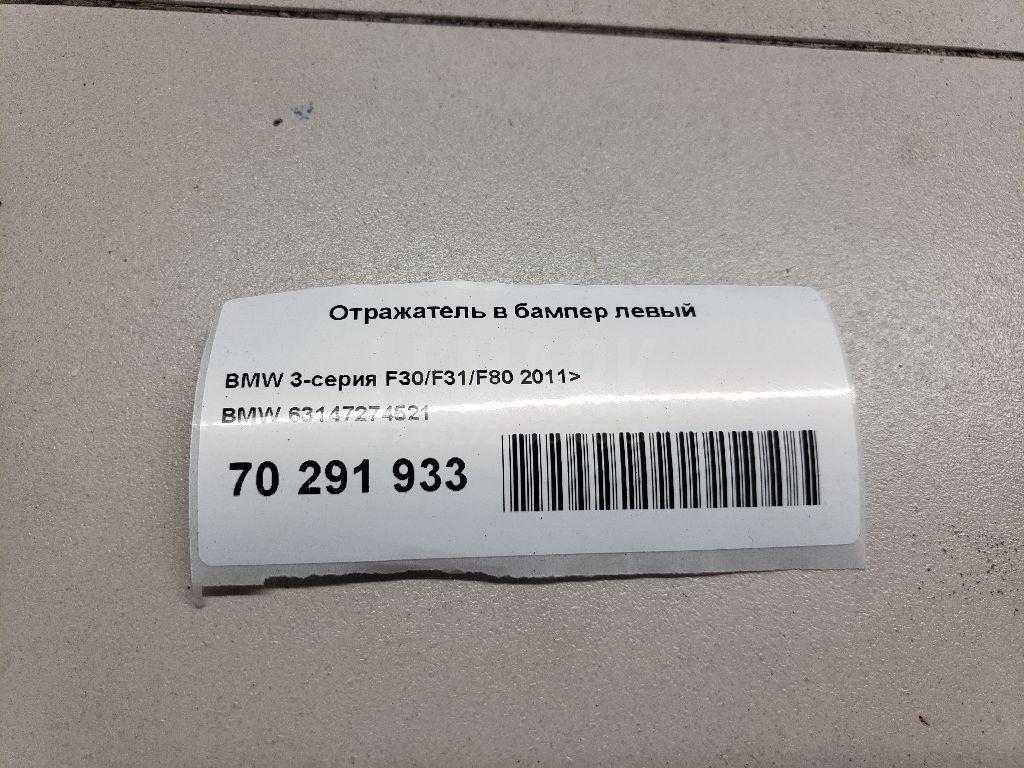 Отражатель в бампер левый
BMW 3-серия F30/F31/F80 2011>
BMW 63147274521
70 291 933